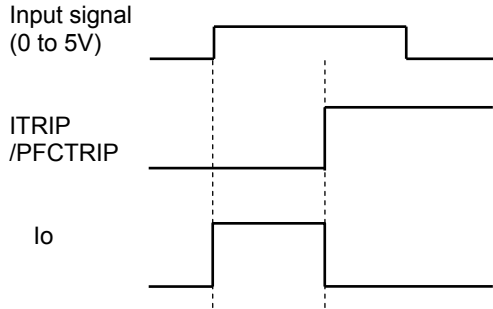 Input signal
(0 to 5V)
ITRIP
/PFCTRIP
Io